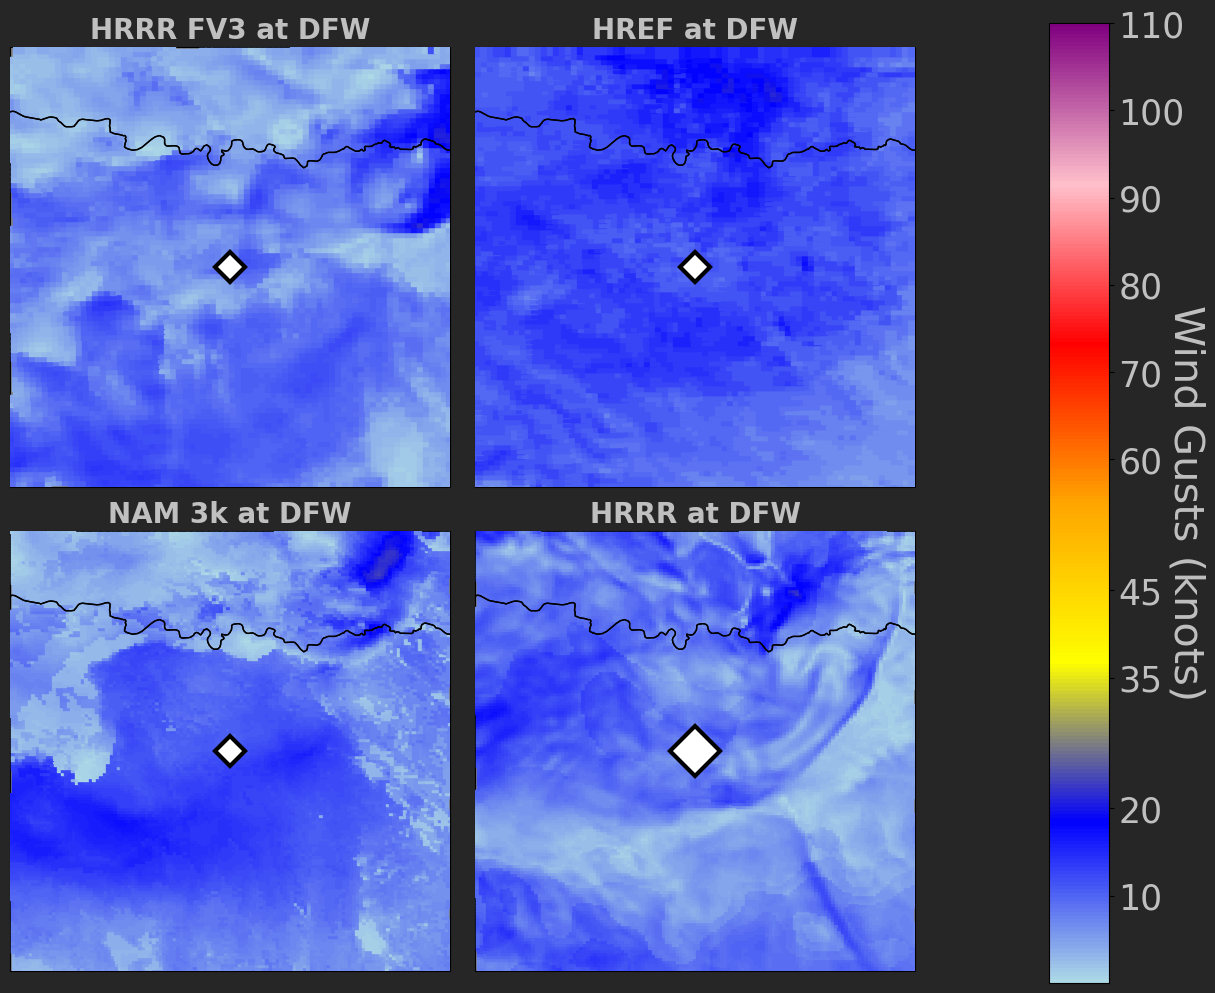 HRRR FV3 at DFW
HREF at DFW
NAM 3k at DFW
HRRR at DFW
110
100
90
80
70
60
45
35
20
10
Wind Gusts (knots)